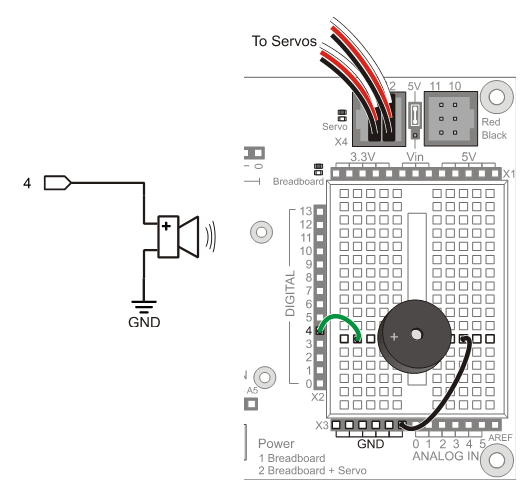 To Servos
2 5V 11 10
Servo
Red
Black
X4
3.3V Vin 5V
0
X1
Breadboard
4
+
GND
13
12
11
10
9
8
7
6
5
4
3
2
1
0
DIGITAL
+
X2
A5
X3
GND
0 1 2 3 4 5 AREF
ANALOG IN
Power
1 Breadboard
2 Breadboard + Servo